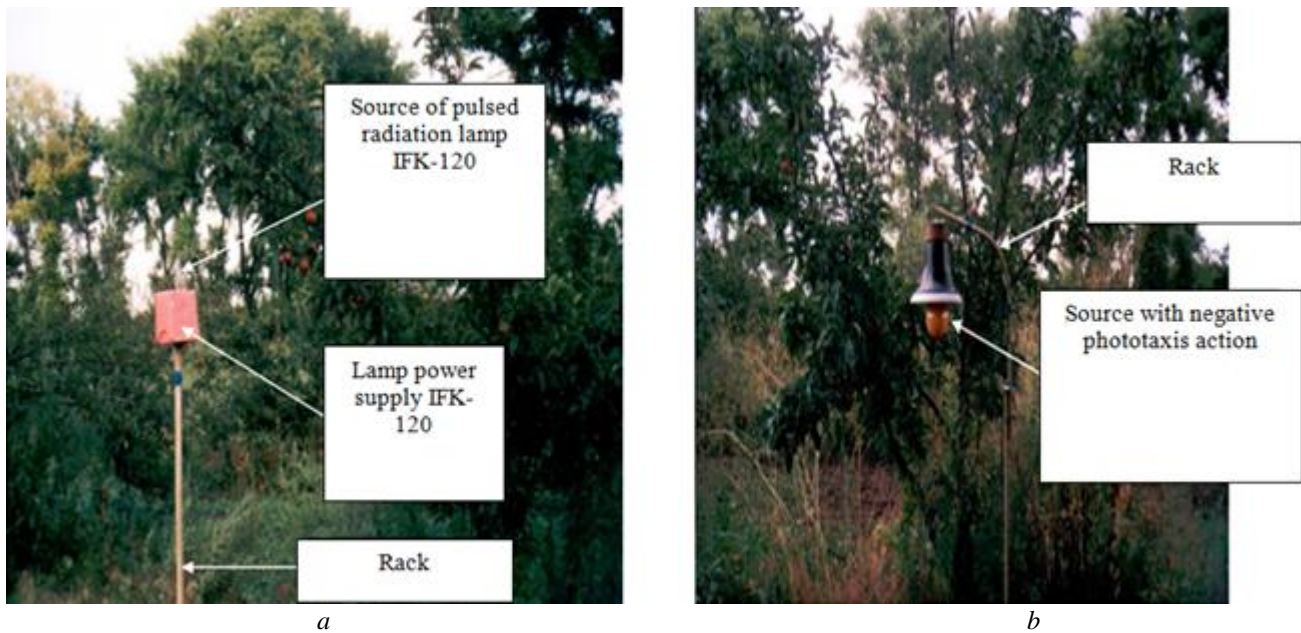 Source of pulsed
radiation lamp
IFK-120
Lamp power
supply IFK-
120
Rack
a
Rack
Source with negative
phototaxis action
b